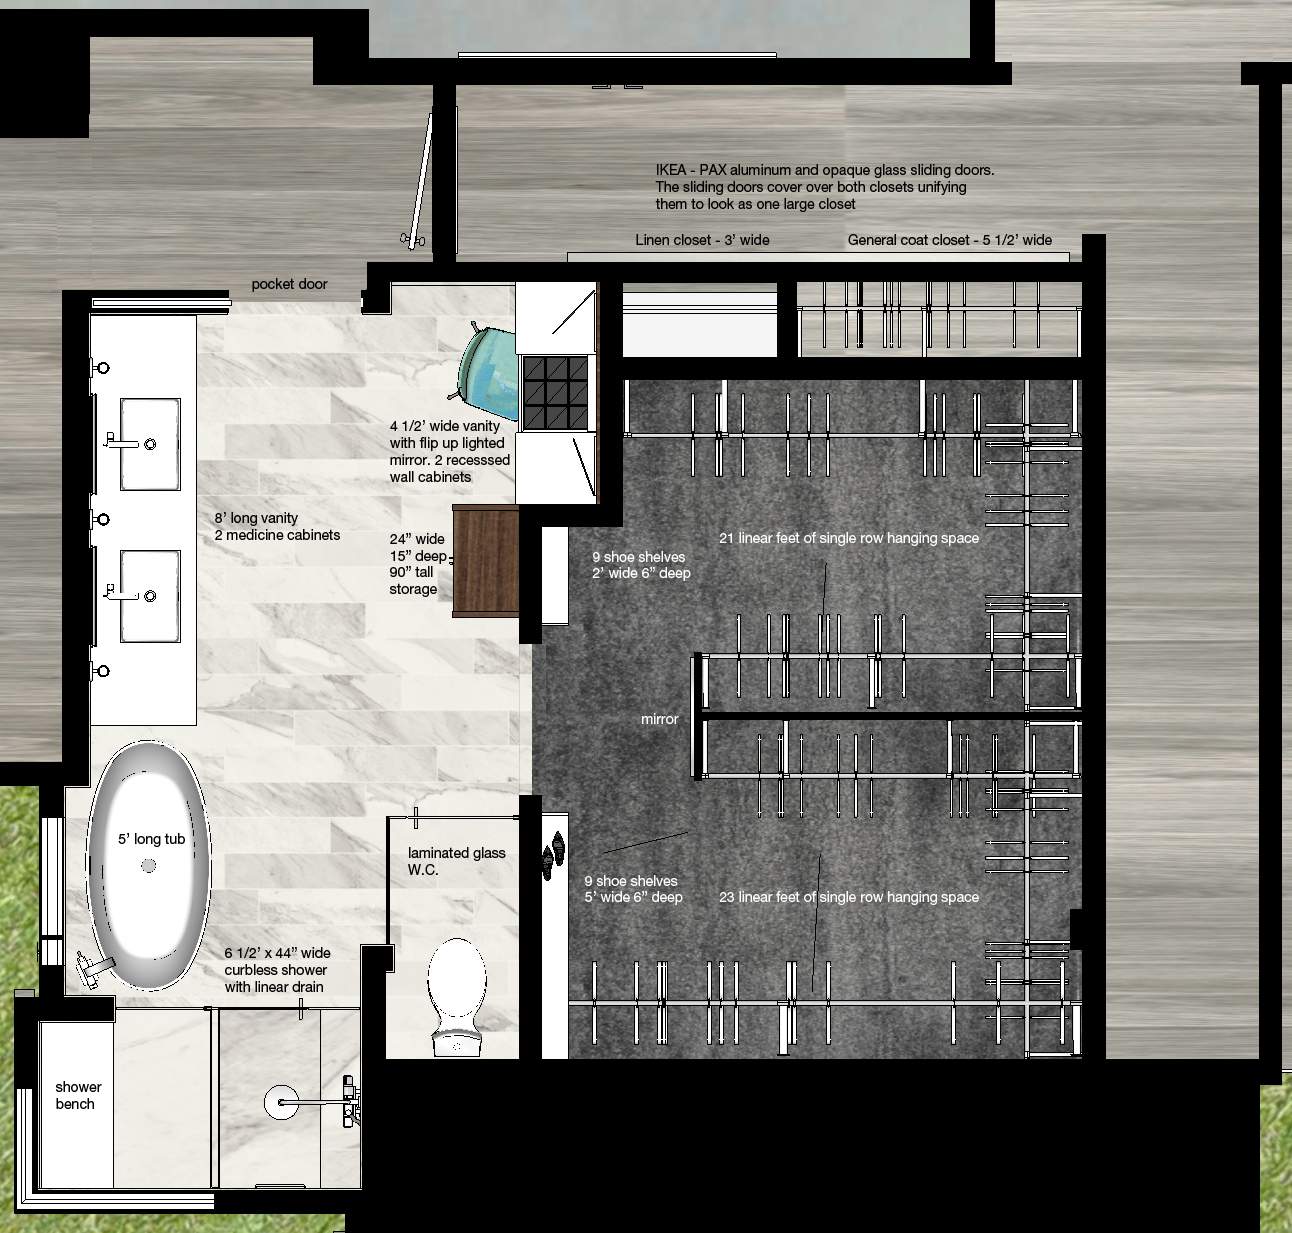 IKEA - PAX aluminum and opaque glass sliding doors.
The sliding doors cover over both closets unifying
them to look as one large closet
Linen closet - 3' wide
General coat closet - 5 1/2' wide
pocket door
4 1/2' wide vanity
with flip up lighted
mirror. 2 recesssed
wall cabinets
8' long vanity
2 medicine cabinets
24" wide
15" deep
90" tall
storage
9 shoe shelves
2' wide 6" deep
21 linear feet of single row hanging space
mirror
5' long tub
laminated glass
W.C.
9 shoe shelves
5' wide 6" deep
23 linear feet of single row hanging space
6 1/2' x 44" wide
curbless shower
with linear drain
shower
bench